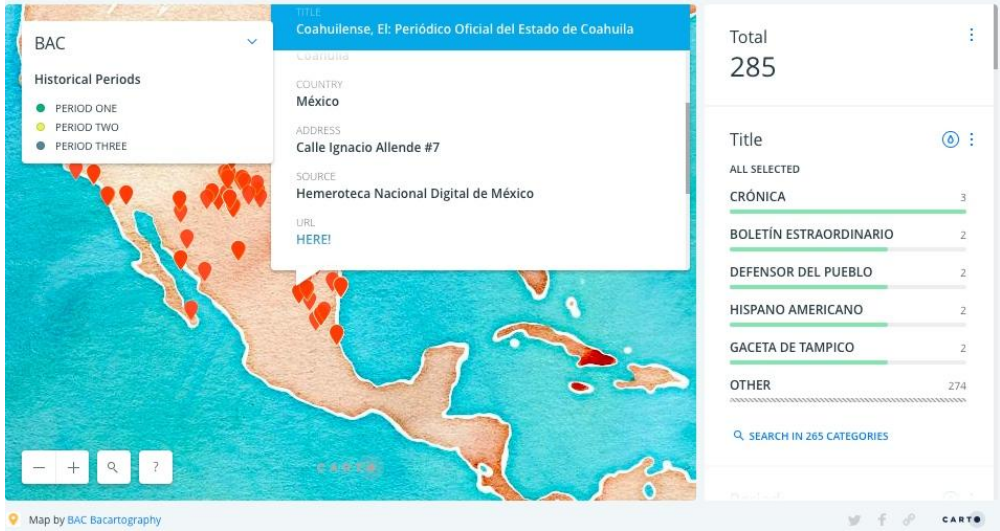 BAC
Historical Periods
PERIOD ONE
PERIOD TWO
PERIOD THREE
TITLE
Coahuilense, El: Periódico Oficial del Estado de Coahuila
Coahuila
COUNTRY
México
ADDRESS
Calle Ignacio Allende #7
SOURCE
Hemeroteca Nacional Digital de México
URL
HERE!
CARTO
− + ?
Total
285
Title
ALL SELECTED
CRÓNICA 3
BOLETÍN ESTRAORDINARIO 2
DEFENSOR DEL PUEBLO 2
HISPANO AMERICANO 2
GACETA DE TAMPICO 2
OTHER 274
SEARCH IN 265 CATEGORIES
Period
Map by BAC Bacartography
CARTO